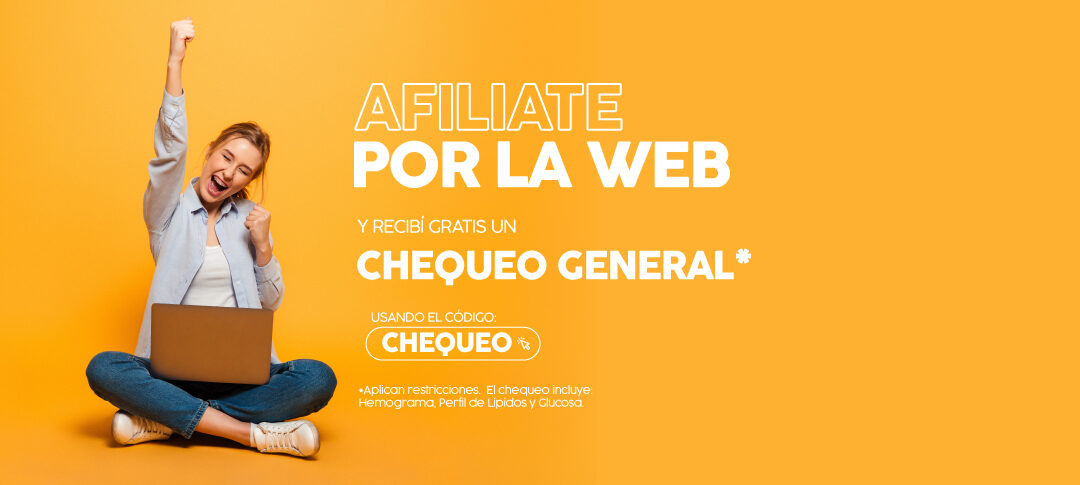 AFILIATE
POR LA WEB
Y RECIBÍ GRATIS UN
CHEQUEO GENERAL*
USANDO EL CÓDIGO:
CHEQUEO
*Aplican restricciones. El chequeo incluye:
Hemograma, Perfil de Lípidos y Glucosa.